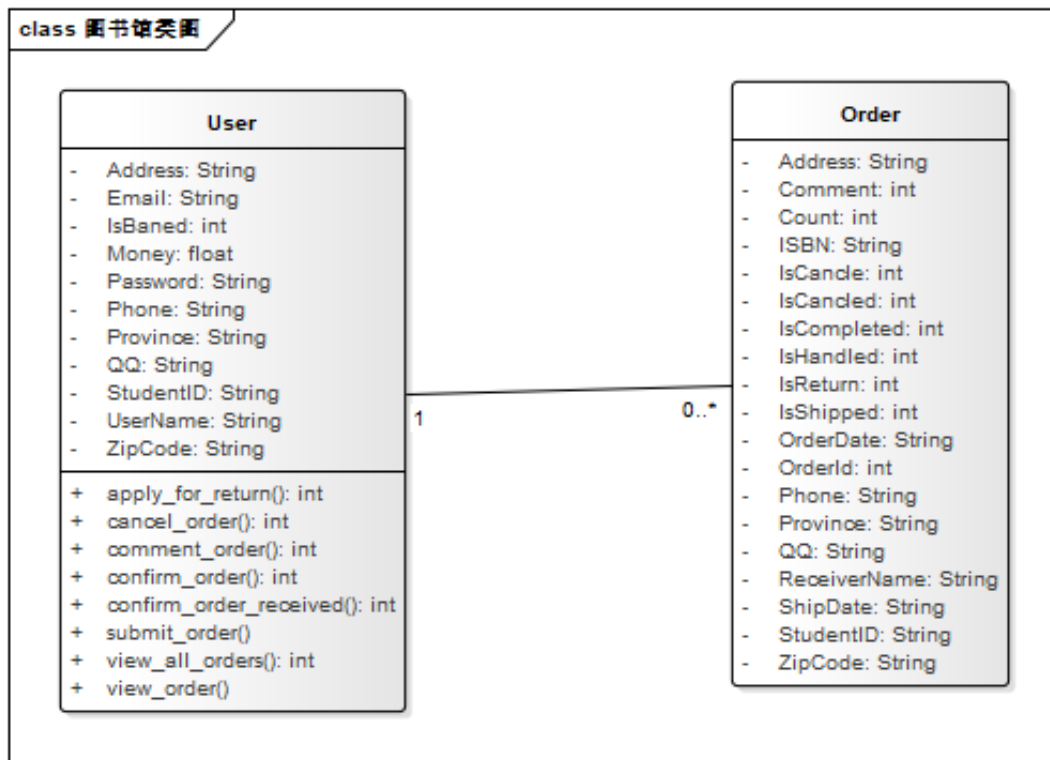 class 图书馆类图
User
- Address: String
- Email: String
- IsBaned: int
- Money: float
- Password: String
- Phone: String
- Province: String
- QQ: String
- StudentID: String
- UserName: String
- ZipCode: String
+ apply_for_return(): int
+ cancel_order(): int
+ comment_order(): int
+ confirm_order(): int
+ confirm_order_received(): int
+ submit_order()
+ view_all_orders(): int
+ view_order()
1
0..*
Order
- Address: String
- Comment: int
- Count: int
- ISBN: String
- IsCancle: int
- IsCancled: int
- IsCompleted: int
- IsHandled: int
- IsReturn: int
- IsShipped: int
- OrderDate: String
- OrderId: int
- Phone: String
- Province: String
- QQ: String
- ReceiverName: String
- ShipDate: String
- StudentID: String
- ZipCode: String